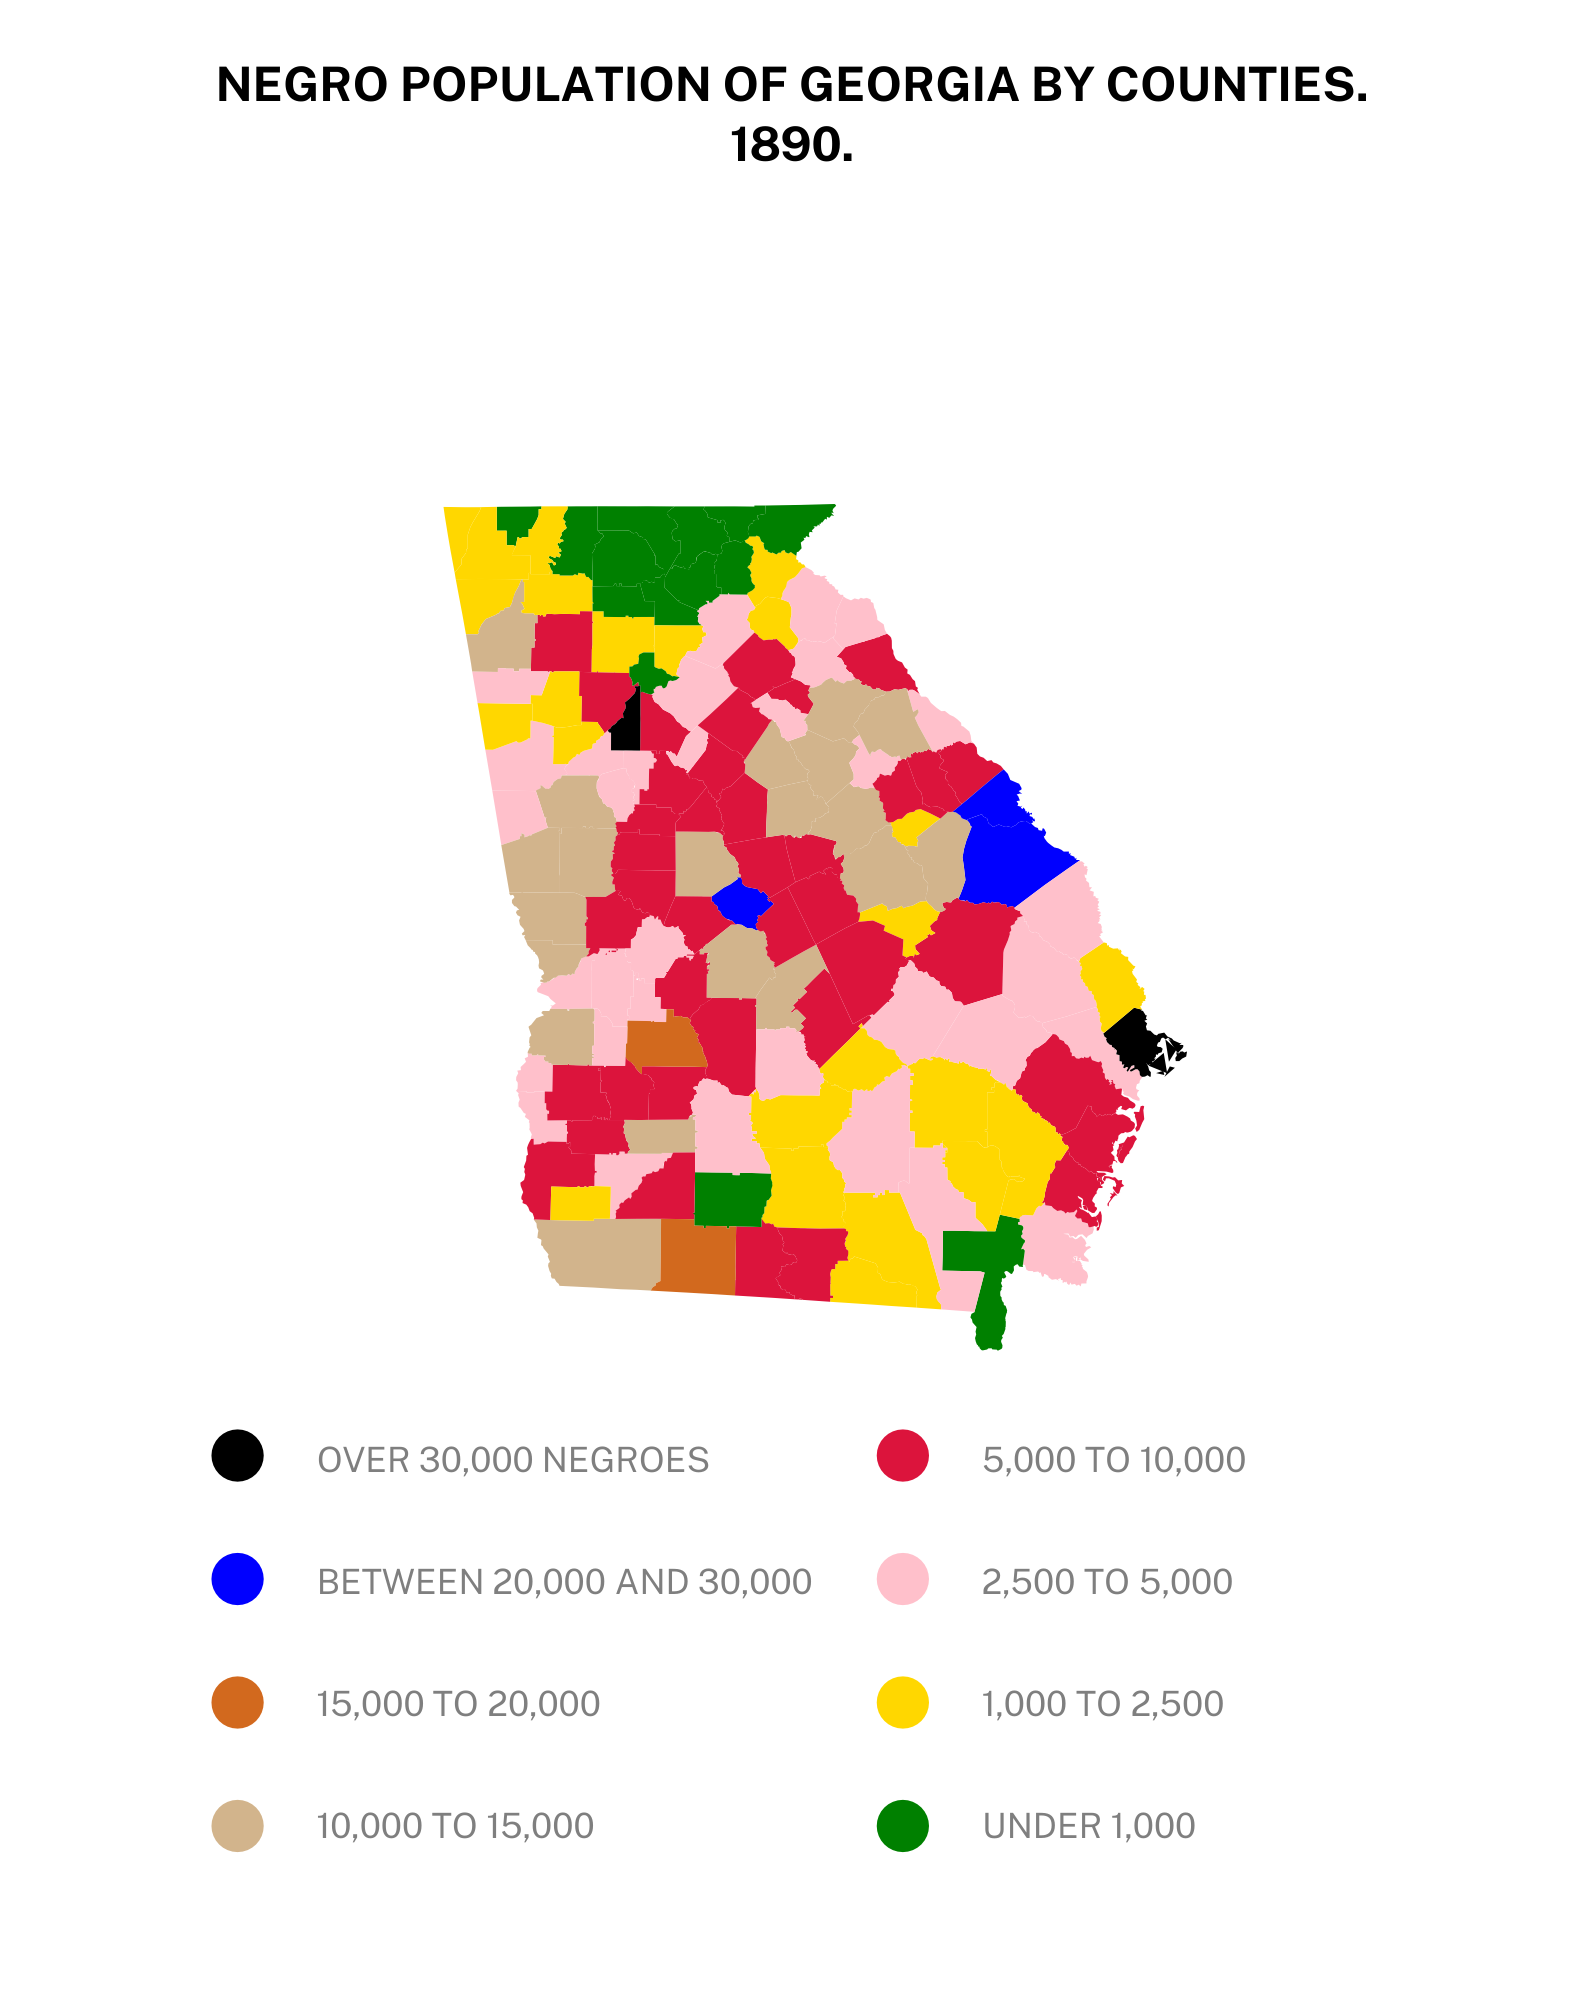 NEGRO POPULATION OF GEORGIA BY COUNTIES.
1890.
OVER 30,000 NEGROES
BETWEEN 20,000 AND 30,000
15,000 TO 20,000
10,000 TO 15,000
5,000 TO 10,000
2,500 TO 5,000
1,000 TO 2,500
UNDER 1,000